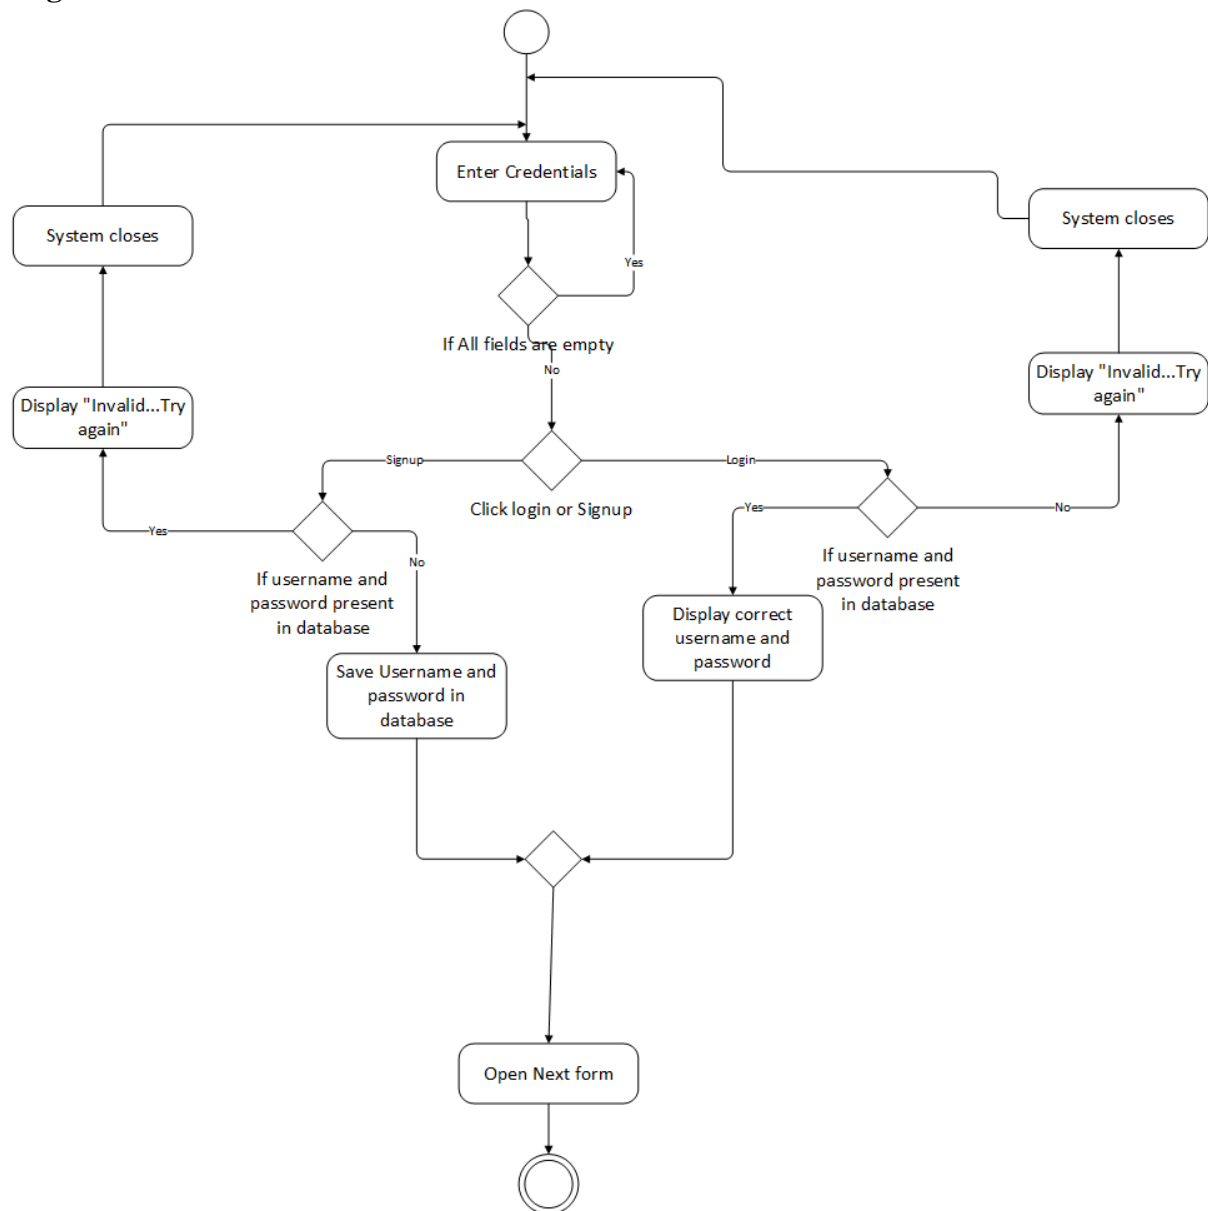 Enter Credentials
System closes
System closes
Yes
If All fields are empty
No
Display "Invalid...Try
again"
Display "Invalid...Try
again"
Signup
Login
Click login or Signup
Yes
No
Yes
No
If username and
password present
in database
If username and
password present
in database
Display correct
username and
password
Save Username and
password in
database
Open Next form